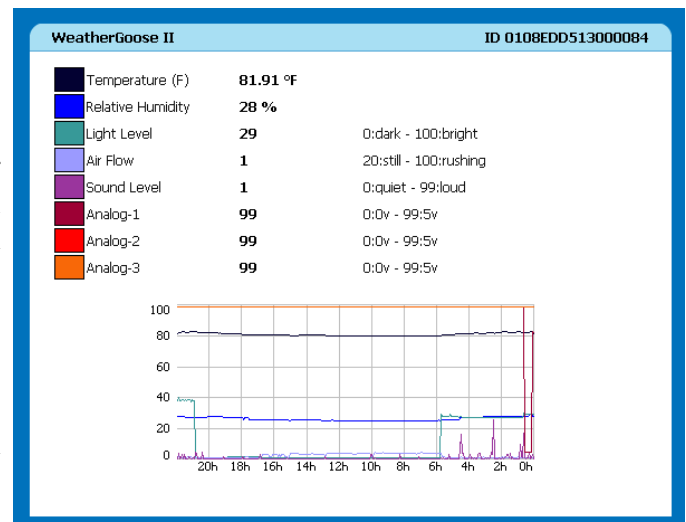 WeatherGoose II ID 0108EDD513000084
Temperature (F) 81.91 ºF
Relative Humidity 28 %
Light Level 29 0:dark - 100:bright
Air Flow 1 20:still - 100:rushing
Sound Level 1 0:quiet - 99:loud
Analog-1 99 0:0v - 99:5v
Analog-2 99 0:0v - 99:5v
Analog-3 99 0:0v - 99:5v
100
80
60
40
20
0
20h 18h 16h 14h 12h 10h 8h 6h 4h 2h 0h